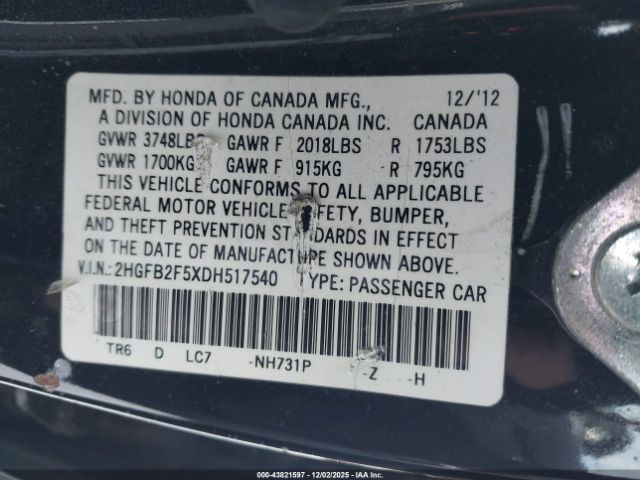 MFD. BY HONDA OF CANADA MFG., 12/'12
A DIVISION OF HONDA CANADA INC. CANADA
GVWR 3748LBS GAWR F 2018LBS R 1753LBS
GVWR 1700KG GAWR F 915KG R 795KG
THIS VEHICLE CONFORMS TO ALL APPLICABLE
FEDERAL MOTOR VEHICLE SAFETY, BUMPER,
AND THEFT PREVENTION STANDARDS IN EFFECT
ON THE DATE OF MANUFACTURE SHOWN ABOVE.
V.I.N.: 2HGFB2F5XDH517540 TYPE: PASSENGER CAR
TR6 D LC7 -NH731P -Z -H
000-43821597 | 12/02/2025 - IAA Inc.